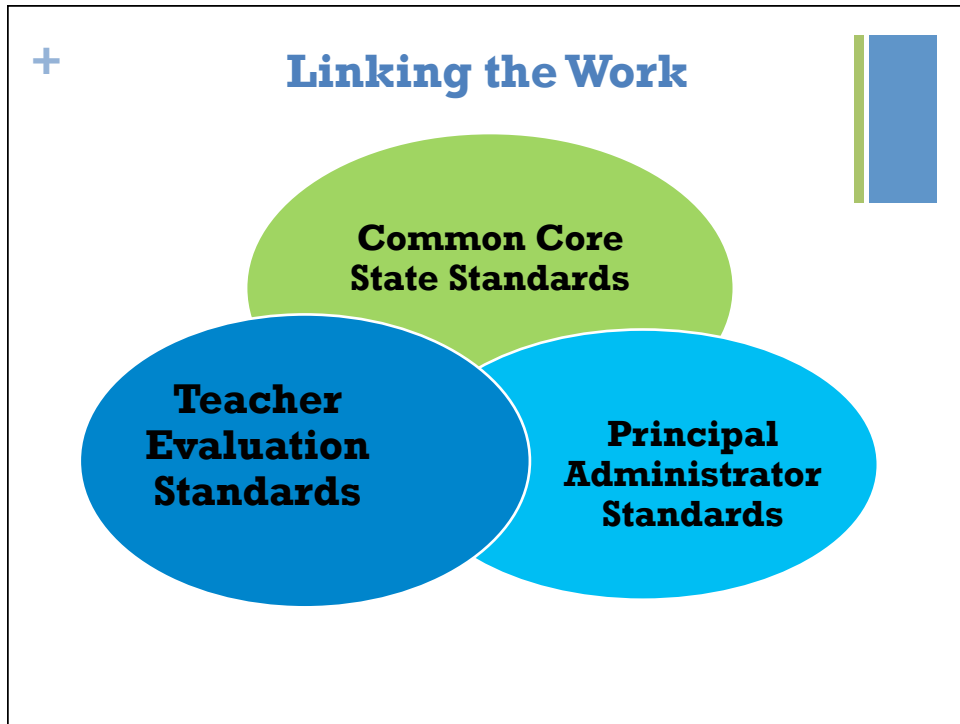 +
Linking the Work
Common Core
State Standards
Teacher
Evaluation
Standards
Principal
Administrator
Standards